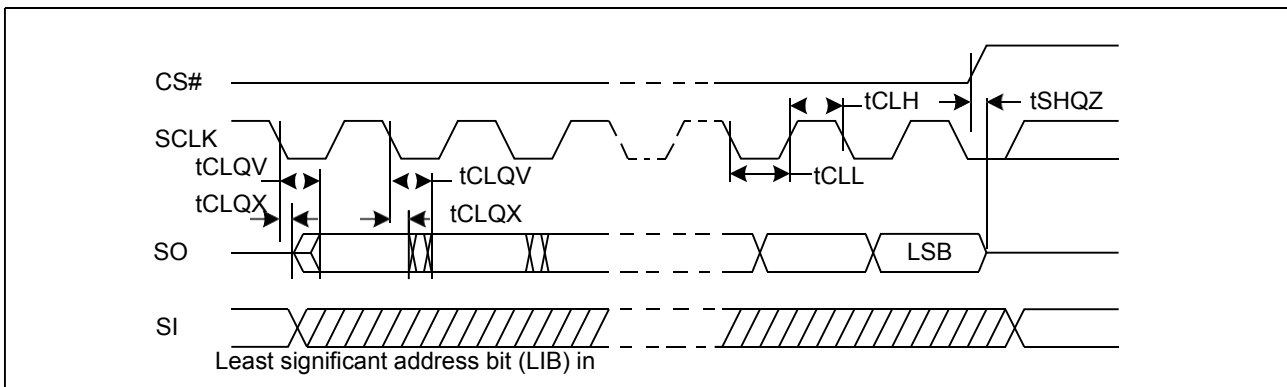 CS#
tCLH
tSHQZ
SCLK
tCLQV
tCLQV
tCLL
tCLQX
tCLQX
SO
LSB
SI
Least significant address bit (LIB) in